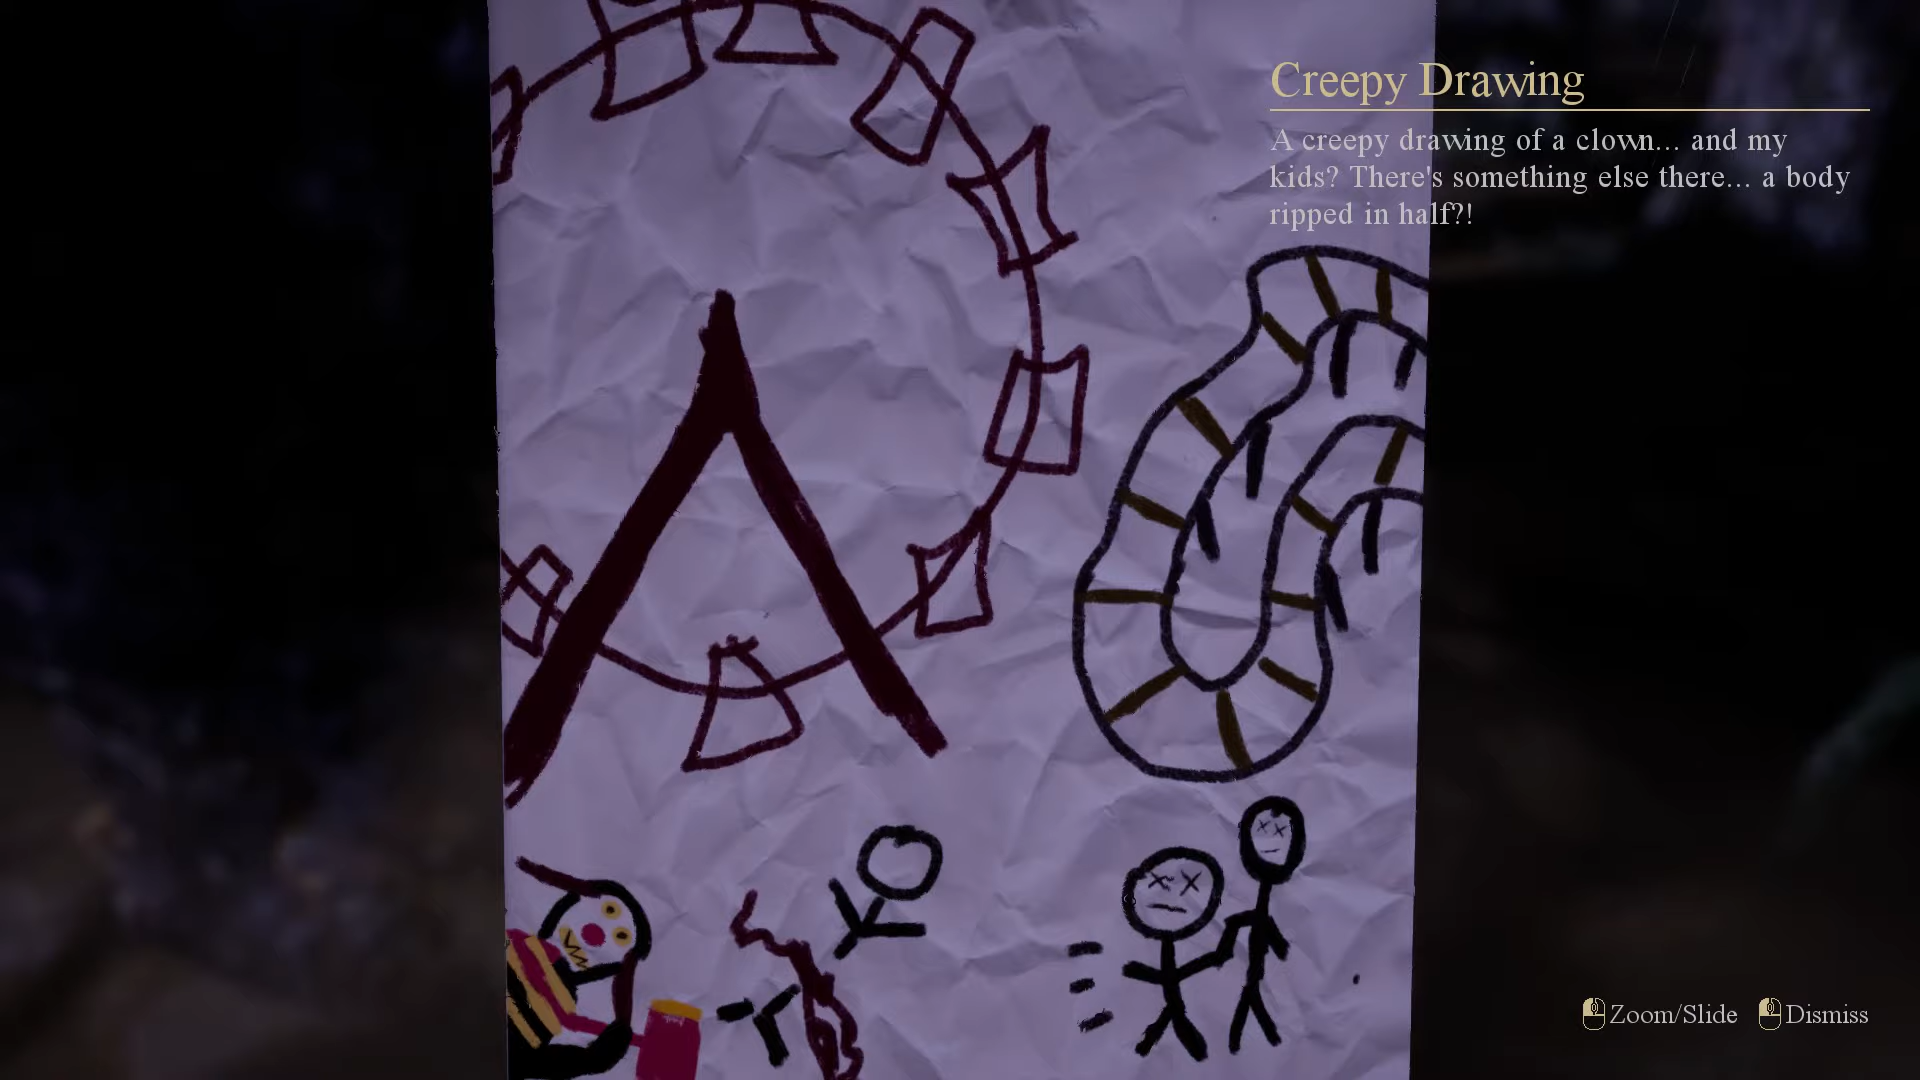 Creepy Drawing
A creepy drawing of a clown... and my
kids? There's something else there... a body
ripped in half?!
Zoom/Slide Dismiss